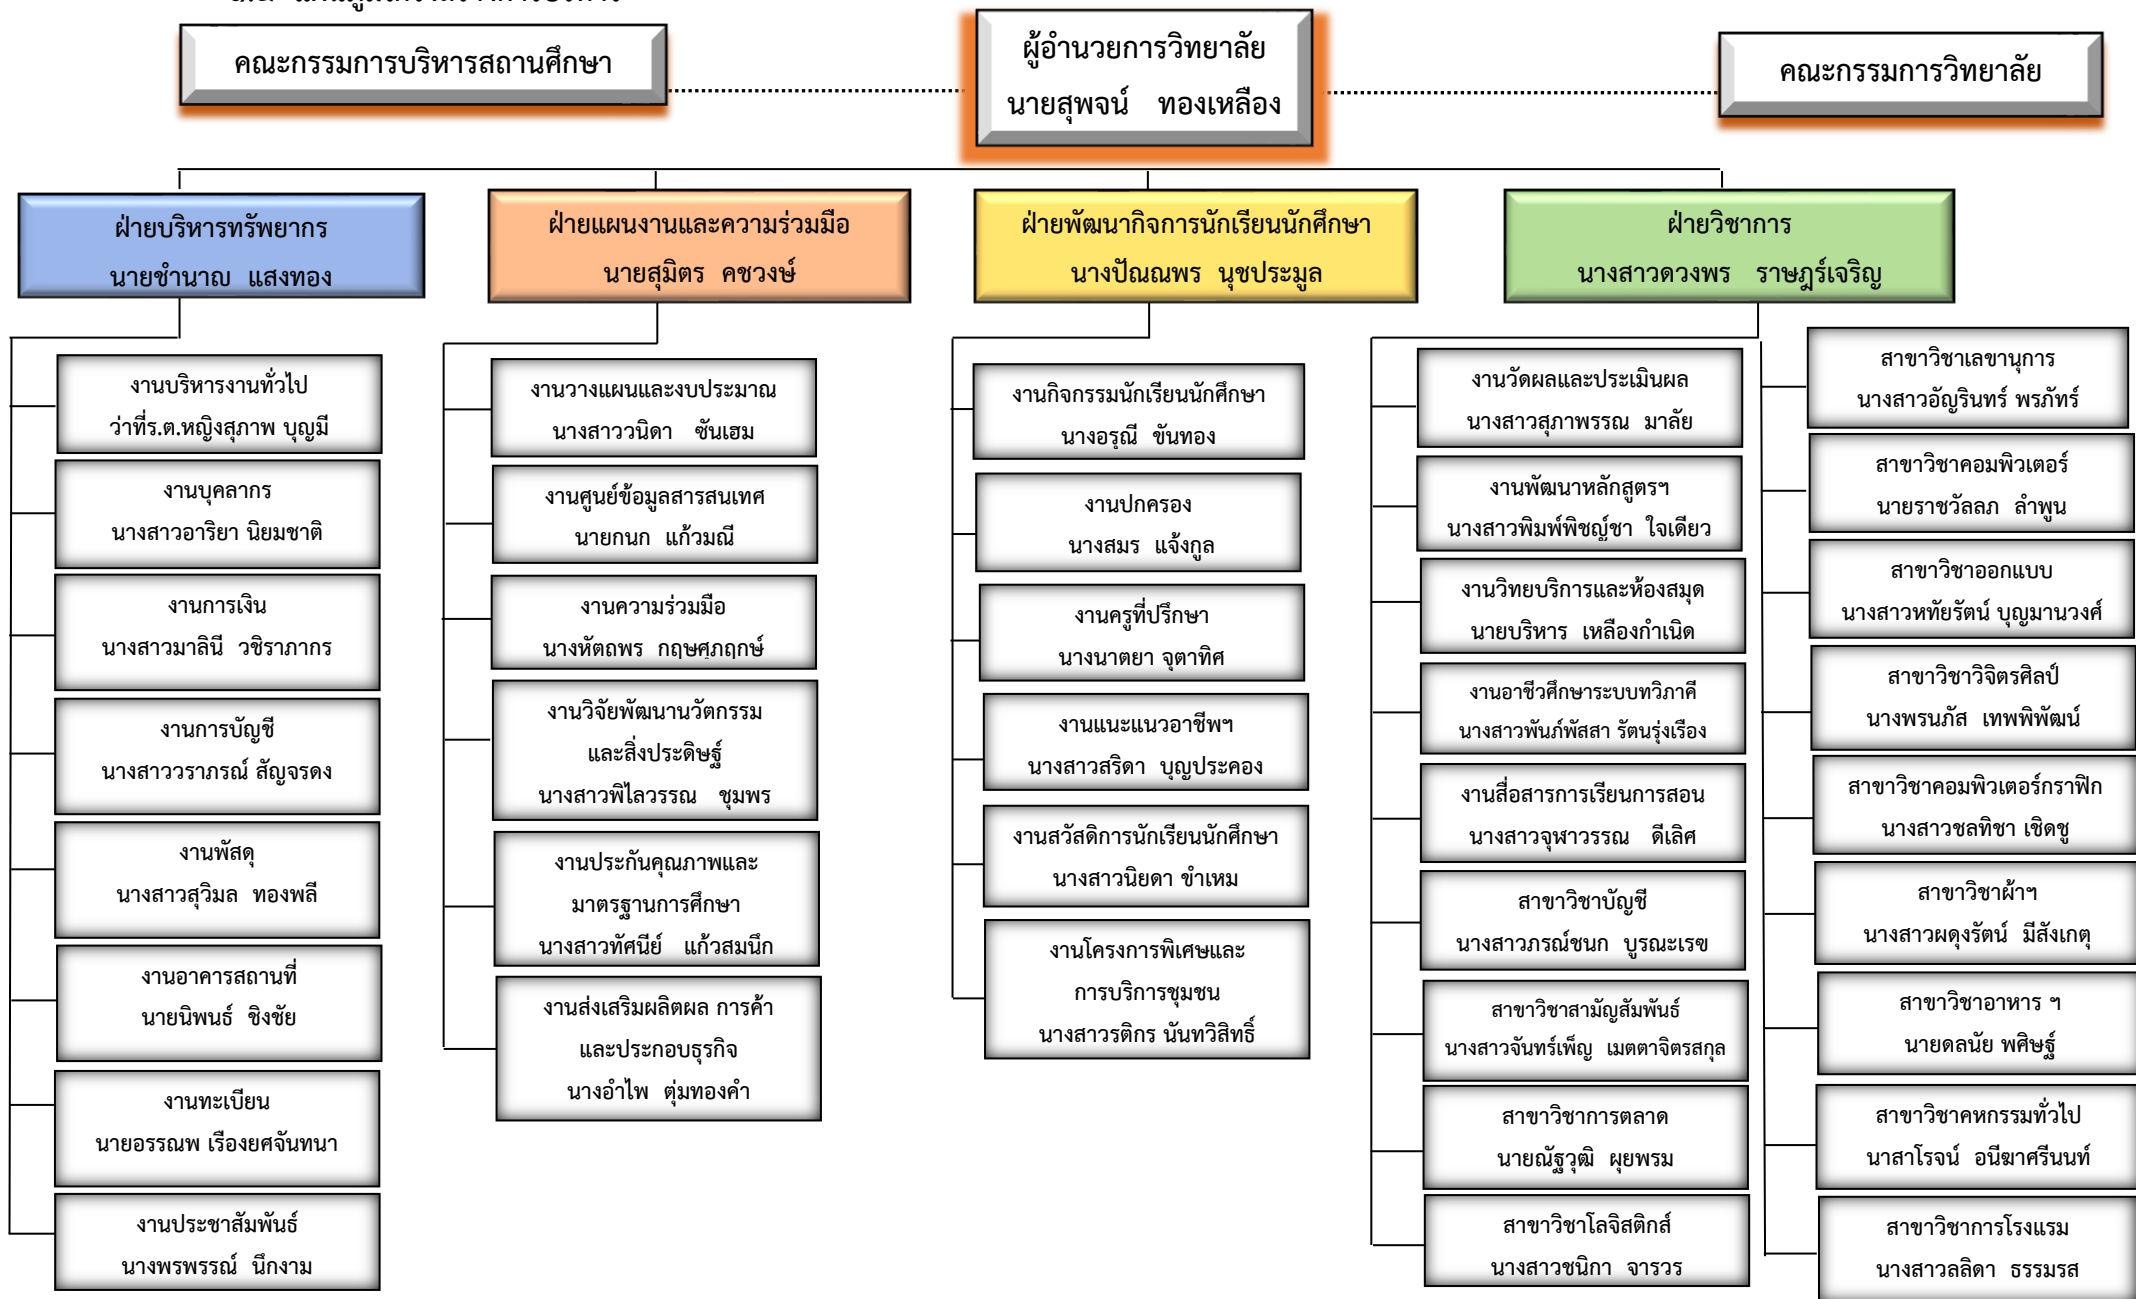 คณะกรรมการบริหารสถานศึกษา
ผู้อำนวยการวิทยาลัย
นายสุพจน์ ทองเหลือง
คณะกรรมการวิทยาลัย
ฝ่ายบริหารทรัพยากร
นายชำนาญ แสงทอง
ฝ่ายแผนงานและความร่วมมือ
นายสุมิตร คชวงษ์
ฝ่ายพัฒนากิจการนักเรียนนักศึกษา
นางปัณณพร นุชประมูล
ฝ่ายวิชาการ
นางสาวดวงพร ราษฎร์เจริญ
งานบริหารงานทั่วไป
ว่าที่ร.ต.หญิงสุภาพ บุญมี
งานบุคลากร
นางสาวอาริยา นิยมชาติ
งานการเงิน
นางสาวมาลินี วชิราภากร
งานการบัญชี
นางสาววราภรณ์ สัญจรดง
งานพัสดุ
นางสาวสุวิมล ทองพลี
งานอาคารสถานที่
นายนิพนธ์ ชิงชัย
งานทะเบียน
นายอรรณพ เรืองยศจันทนา
งานประชาสัมพันธ์
นางพรพรรณ์ นึกงาม
งานวางแผนและงบประมาณ
นางสาววนิดา ซันเฮม
งานศูนย์ข้อมูลสารสนเทศ
นายกนก แก้วมณี
งานความร่วมมือ
นางหัตถพร กฤษศุภฤกษ์
งานวิจัยพัฒนานวัตกรรม
และสิ่งประดิษฐ์
นางสาวพิไลวรรณ ชุมพร
งานประกันคุณภาพและ
มาตรฐานการศึกษา
นางสาวทัศนีย์ แก้วสมนึก
งานส่งเสริมผลิตผล การค้า
และประกอบธุรกิจ
นางอำไพ ตุ่มทองคำ
งานกิจกรรมนักเรียนนักศึกษา
นางอรุณี ขันทอง
งานปกครอง
นางสมร แจ้งกูล
งานครูที่ปรึกษา
นางนาตยา จุตาทิศ
งานแนะแนวอาชีพฯ
นางสาวสริดา บุญประคอง
งานสวัสดิการนักเรียนนักศึกษา
นางสาวนิยดา ขำเหม
งานโครงการพิเศษและ
การบริการชุมชน
นางสาวรติกร นันทวิสิทธิ์
งานวัดผลและประเมินผล
นางสาวสุภาพรรณ มาลัย
งานพัฒนาหลักสูตรฯ
นางสาวพิมพ์พิชญ์ชา ใจเดียว
งานวิทยบริการและห้องสมุด
นายบริหาร เหลืองกำเนิด
งานอาชีวศึกษาระบบทวิภาคี
นางสาวพันภ์พัสสา รัตนรุ่งเรือง
งานสื่อสารการเรียนการสอน
นางสาวจุฬาวรรณ ดีเลิศ
สาขาวิชาบัญชี
นางสาวภรณ์ชนก บูรณะเรข
สาขาวิชาสามัญสัมพันธ์
นางสาวจันทร์เพ็ญ เมตตาจิตรสกุล
สาขาวิชาการตลาด
นายณัฐวุฒิ ผุยพรม
สาขาวิชาโลจิสติกส์
นางสาวชนิกา จารวร
สาขาวิชาเลขานุการ
นางสาวอัญรินทร์ พรภัทร์
สาขาวิชาคอมพิวเตอร์
นายราชวัลลภ ลำพูน
สาขาวิชาออกแบบ
นางสาวหทัยรัตน์ บุญมานวงศ์
สาขาวิชาวิจิตรศิลป์
นางพรนภัส เทพพิพัฒน์
สาขาวิชาคอมพิวเตอร์กราฟิก
นางสาวชลทิชา เชิดชู
สาขาวิชาผ้าฯ
นางสาวผดุงรัตน์ มีสังเกตุ
สาขาวิชาอาหาร ฯ
นายดลนัย พศิษฐ์
สาขาวิชาคหกรรมทั่วไป
นาสาโรจน์ อนีฆาศรีนนท์
สาขาวิชาการโรงแรม
นางสาวลลิดา ธรรมรส